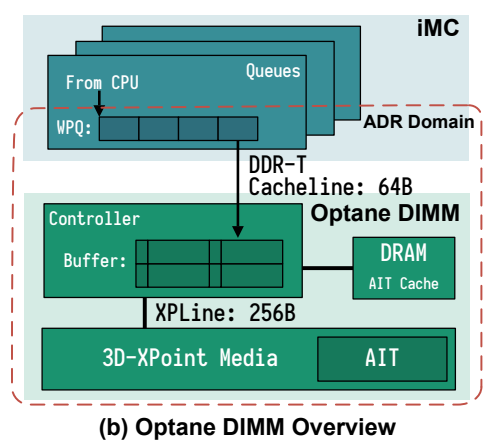 iMC
Queues
From CPU
ADR Domain
WPQ:
DDR-T
Cacheline: 64B
Optane DIMM
Controller
Buffer:
DRAM
AIT Cache
XPLine: 256B
3D-XPoint Media
AIT
(b) Optane DIMM Overview